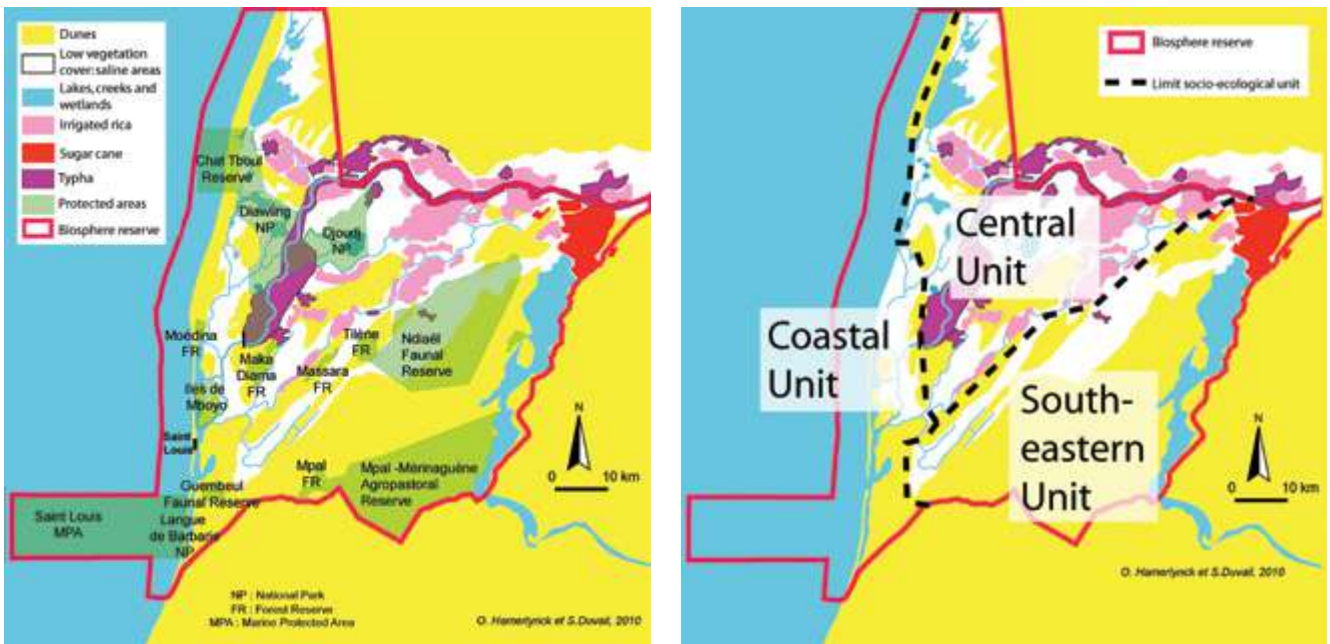 Dunes
Low vegetation
cover: saline areas
Lakes, creeks and
wetlands
Irrigated rica
Sugar cane
Typha
Protected areas
Biosphere reserve
Chat Tboul
Reserve
Diawling
NP
Djoudj
NP
Moëdina
FR
Maka
Diama
FR
Tilène
FR
Massara
FR
Ndiaël
Faunal
Reserve
Iles de
Mboyo
Saint
Louis
Mpal
FR
Mpal -Mérinaguène
Agropastoral
Reserve
Guembeul
Faunal Reserve
Saint Louis
MPA
Langue
de Barbarie
NP
N
0 10 km
NP : National Park
FR : Forest Reserve
MPA : Marine Protected Area
O. Hamerlynck et S.Duvail, 2010
Biosphere reserve
Limit socio-ecological unit
Central
Unit
Coastal
Unit
South-
eastern
Unit
N
0 10 km
O. Hamerlynck et S.Duvail, 2010